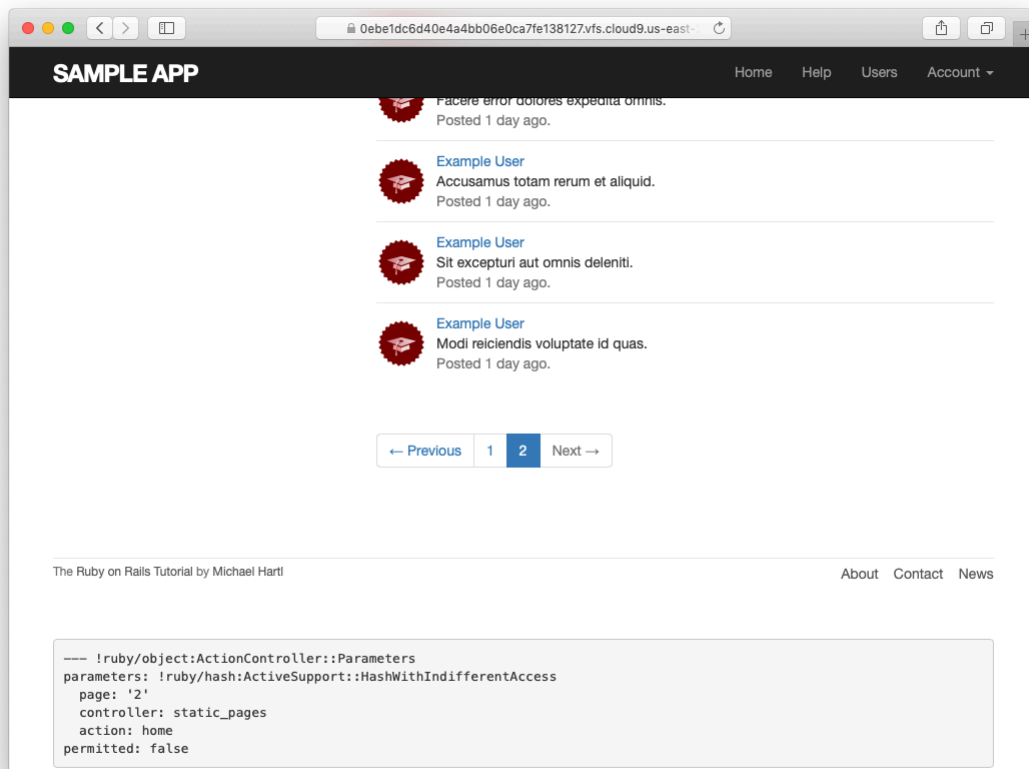 0ebe1dc6d40e4a4bb06e0ca7fe138127.vfs.cloud9.us-east-
SAMPLE APP
Home Help Users Account
Facere error dolores expedita omnis.
Posted 1 day ago.
Example User
Accusamus totam rerum et aliquid.
Posted 1 day ago.
Example User
Sit excepturi aut omnis deleniti.
Posted 1 day ago.
Example User
Modi reiciendis voluptate id quas.
Posted 1 day ago.
← Previous 1 2 Next →
The Ruby on Rails Tutorial by Michael Hartl
About Contact News
--- !ruby/object:ActionController::Parameters
parameters: !ruby/hash:ActiveSupport::HashWithIndifferentAccess
  page: '2'
  controller: static_pages
  action: home
permitted: false